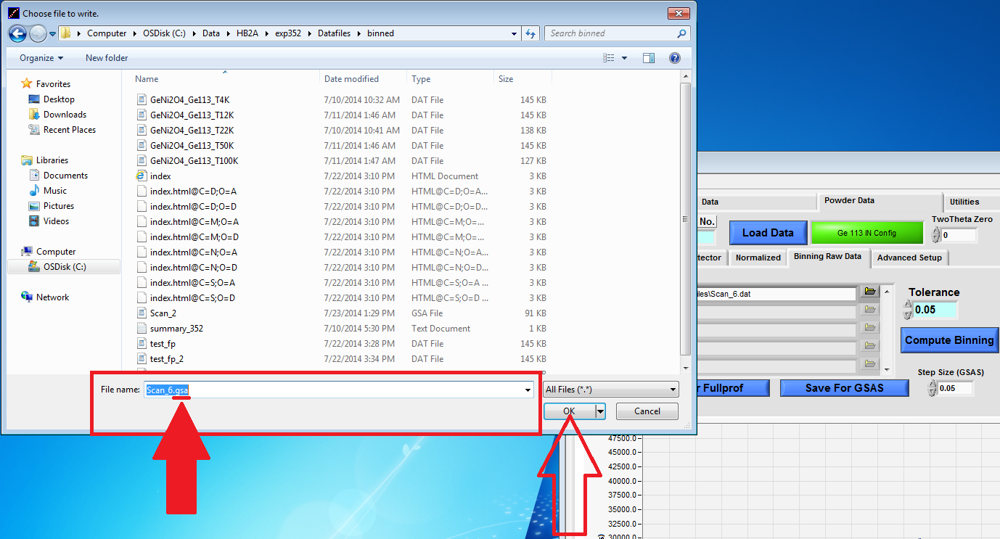 Choose file to write.
Computer OSDisk (C:) Data HB2A exp352 Datafiles binned
Search binned
Organize New folder
Favorites
Desktop
Downloads
Recent Places
Libraries
Documents
Music
Pictures
Videos
Computer
OSDisk (C:)
Network
Name Date modified Type Size
GeNi2O4_Ge113_T4K 7/10/2014 10:32 AM DAT File 145 KB
GeNi2O4_Ge113_T12K 7/11/2014 1:46 AM DAT File 145 KB
GeNi2O4_Ge113_T22K 7/10/2014 10:41 AM DAT File 138 KB
GeNi2O4_Ge113_T50K 7/11/2014 1:46 AM DAT File 145 KB
GeNi2O4_Ge113_T100K 7/11/2014 1:47 AM DAT File 127 KB
index 7/22/2014 3:10 PM HTML Document 3 KB
index.html@C=D;O=A 7/22/2014 3:10 PM HTML@C=D;O=A... 3 KB
index.html@C=D;O=D 7/22/2014 3:10 PM HTML@C=D;O=D... 3 KB
index.html@C=M;O=A 7/22/2014 3:10 PM HTML@C=M;O=... 3 KB
index.html@C=M;O=D 7/22/2014 3:10 PM HTML@C=M;O=... 3 KB
index.html@C=N;O=A 7/22/2014 3:10 PM HTML@C=N;O=A... 3 KB
index.html@C=N;O=D 7/22/2014 3:10 PM HTML@C=N;O=D... 3 KB
index.html@C=S;O=A 7/22/2014 3:10 PM HTML@C=S;O=A ... 3 KB
index.html@C=S;O=D 7/22/2014 3:10 PM HTML@C=S;O=D ... 3 KB
Scan_2 7/23/2014 1:29 PM GSA File 91 KB
summary_352 7/10/2014 5:30 PM Text Document 1 KB
test_fp 7/22/2014 3:28 PM DAT File 145 KB
test_fp_2 7/22/2014 3:34 PM DAT File 145 KB
File name: Scan_6.gsa
All Files (*.*)
OK Cancel
Data Powder Data Utilities
No. Load Data Ge 113 IN Config
TwoTheta Zero
0
tector Normalized Binning Raw Data Advanced Setup
iles\Scan_6.dat
Tolerance
0.05
Compute Binning
Step Size (GSAS)
0.05
r Fullprof Save For GSAS
47500.0
45000.0
42500.0
40000.0
37500.0
35000.0
32500.0
30000.0